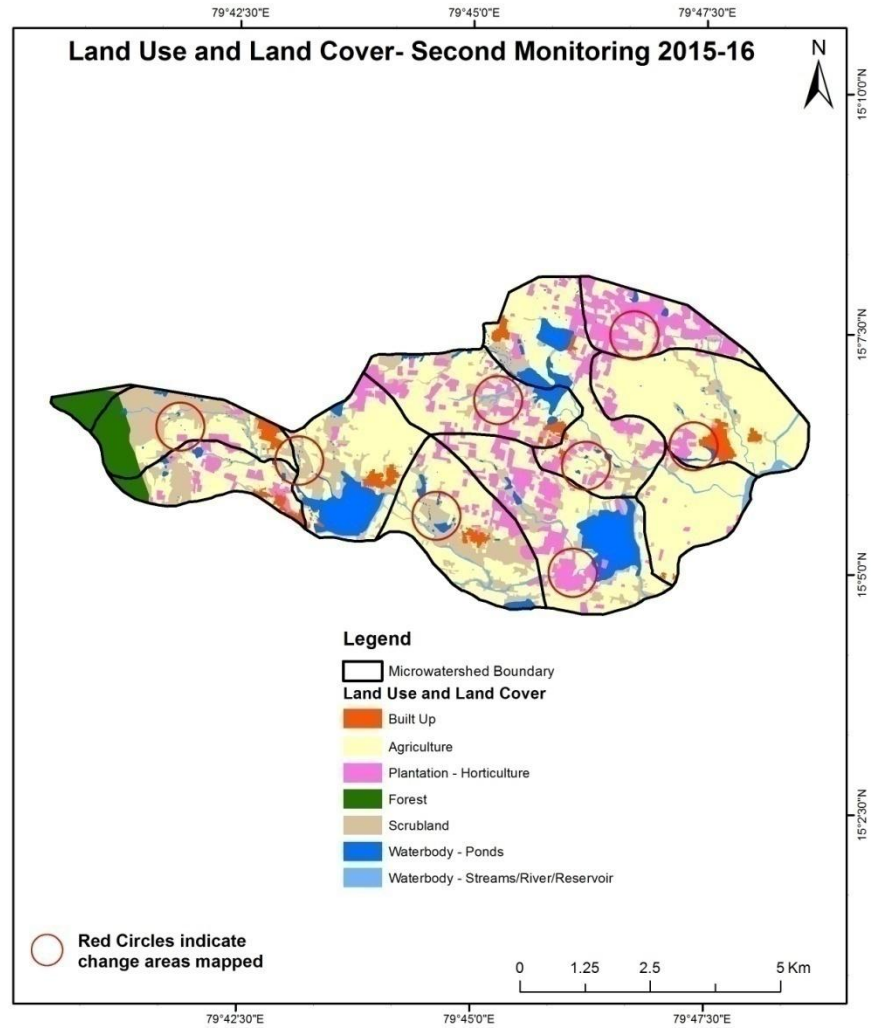 79°42'30"E 79°45'0"E 79°47'30"E
Land Use and Land Cover- Second Monitoring 2015-16
N
15°10'0"N
15°7'30"N
15°5'0"N
Legend
Microwatershed Boundary
Land Use and Land Cover
Built Up
Agriculture
Plantation - Horticulture
Forest
Scrubland
Waterbody - Ponds
Waterbody - Streams/River/Reservoir
15°2'30"N
Red Circles indicate
change areas mapped
0 1.25 2.5 5 Km
79°42'30"E 79°45'0"E 79°47'30"E